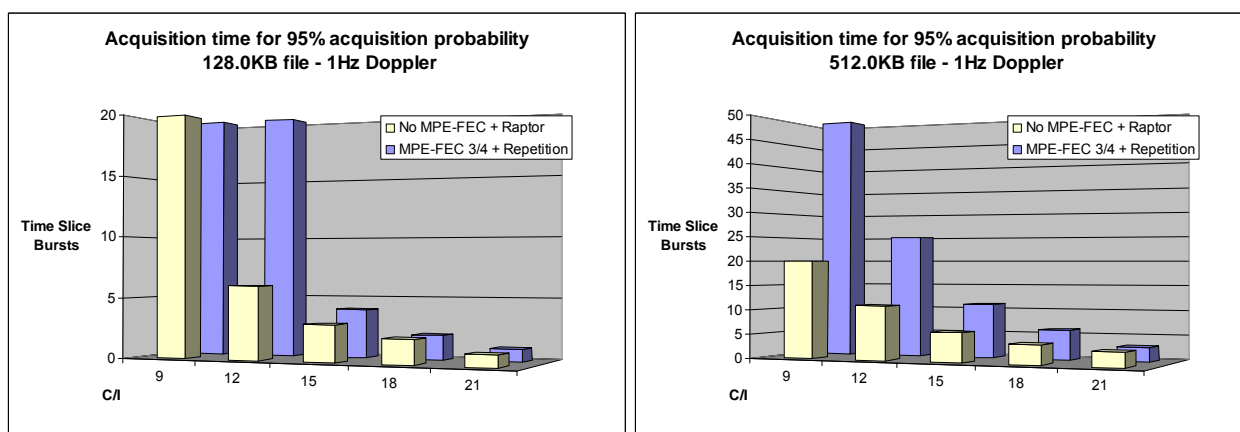 Acquisition time for 95% acquisition probability
128.0KB file - 1Hz Doppler
20
15
10
5
0
Time Slice
Bursts
No MPE-FEC + Raptor
MPE-FEC 3/4 + Repetition
9
12
15
18
21
C/I
Acquisition time for 95% acquisition probability
512.0KB file - 1Hz Doppler
50
45
40
35
30
25
20
15
10
5
0
Time Slice
Bursts
No MPE-FEC + Raptor
MPE-FEC 3/4 + Repetition
9
12
15
18
21
C/I